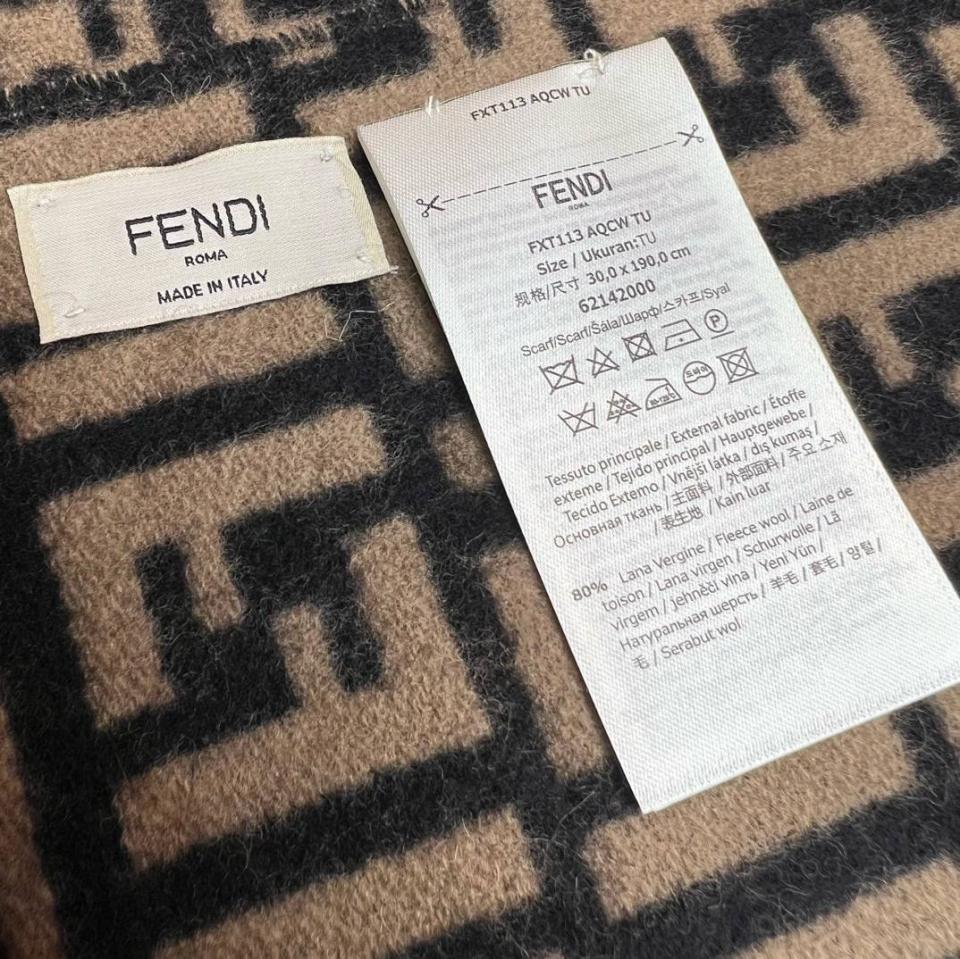 FENDI
ROMA
MADE IN ITALY
FXT113 AQCW TU
FENDI
ROMA
FXT113 AQCW TU
Size / Ukuran:TU
规格/尺寸 30,0 x 190,0 cm
62142000
Scarf/Scarf/Šála/Шарф/스카프/Syal
P
드라이
Tessuto principale / External fabric / Étoffe
externe / Tejido principal / Hauptgewebe /
Tecido Externo / Vnější látka / dış kumaş /
Основная ткань / 主面料 / 外部面料 / 주요 소재
/ 表生地 / Kain luar
80% Lana Vergine / Fleece wool / Laine de
toison / Lana virgen / Schurwolle / Lã
virgem / jehněčí vlna / Yeni Yün /
Натуральная шерсть / 羊毛 / 套毛 / 양털 /
毛 / Serabut wol